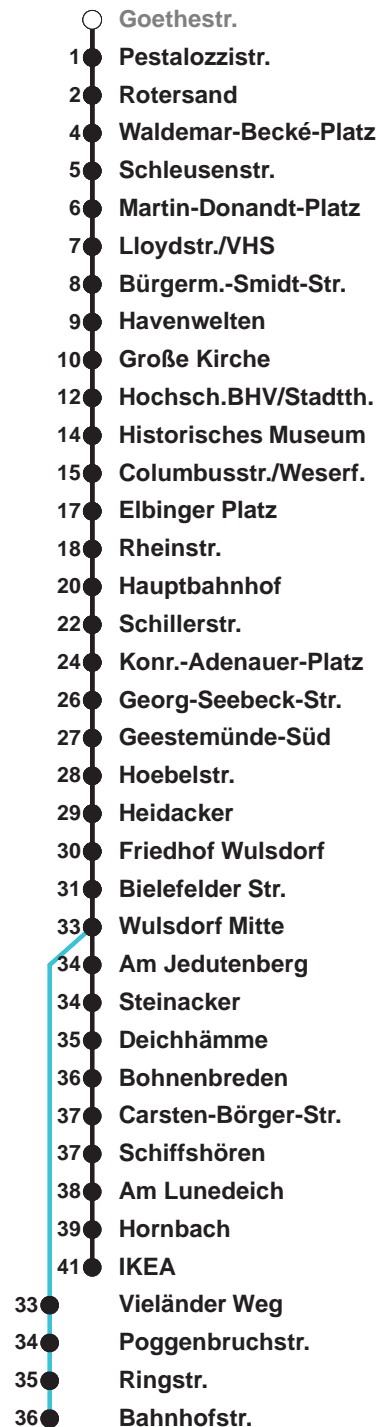 Goethestr.
1 Pestalozzistr.
2 Rotersand
4 Waldemar-Becké-Platz
5 Schleusenstr.
6 Martin-Donandt-Platz
7 Lloydstr./VHS
8 Bürgerm.-Smidt-Str.
9 Havenwelten
10 Große Kirche
12 Hochsch.BHV/Stadtth.
14 Historisches Museum
15 Columbusstr./Weserf.
17 Elbinger Platz
18 Rheinstr.
20 Hauptbahnhof
22 Schillerstr.
24 Konr.-Adenauer-Platz
26 Georg-Seebeck-Str.
27 Geestemünde-Süd
28 Hoebelstr.
29 Heidacker
30 Friedhof Wulsdorf
31 Bielefelder Str.
33 Wulsdorf Mitte
34 Am Jedutenberg
34 Steinacker
35 Deichhämme
36 Bohnenbreden
37 Carsten-Börger-Str.
37 Schiffshören
38 Am Lunedeich
39 Hornbach
41 IKEA
33 Vieländer Weg
34 Poggenbruchstr.
35 Ringstr.
36 Bahnhofstr.